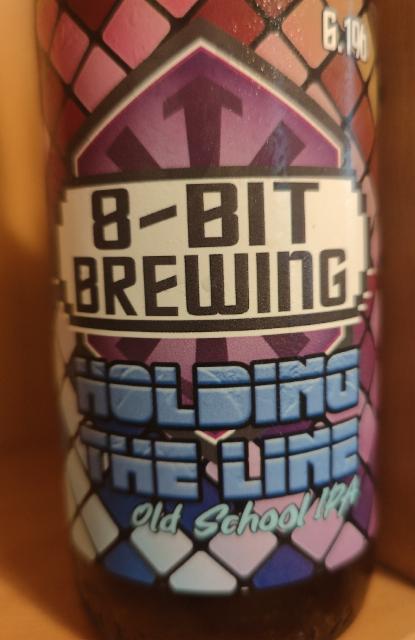 6.1%
8-BIT
BREWING
HOLDING
THE LINE
Old School IPA